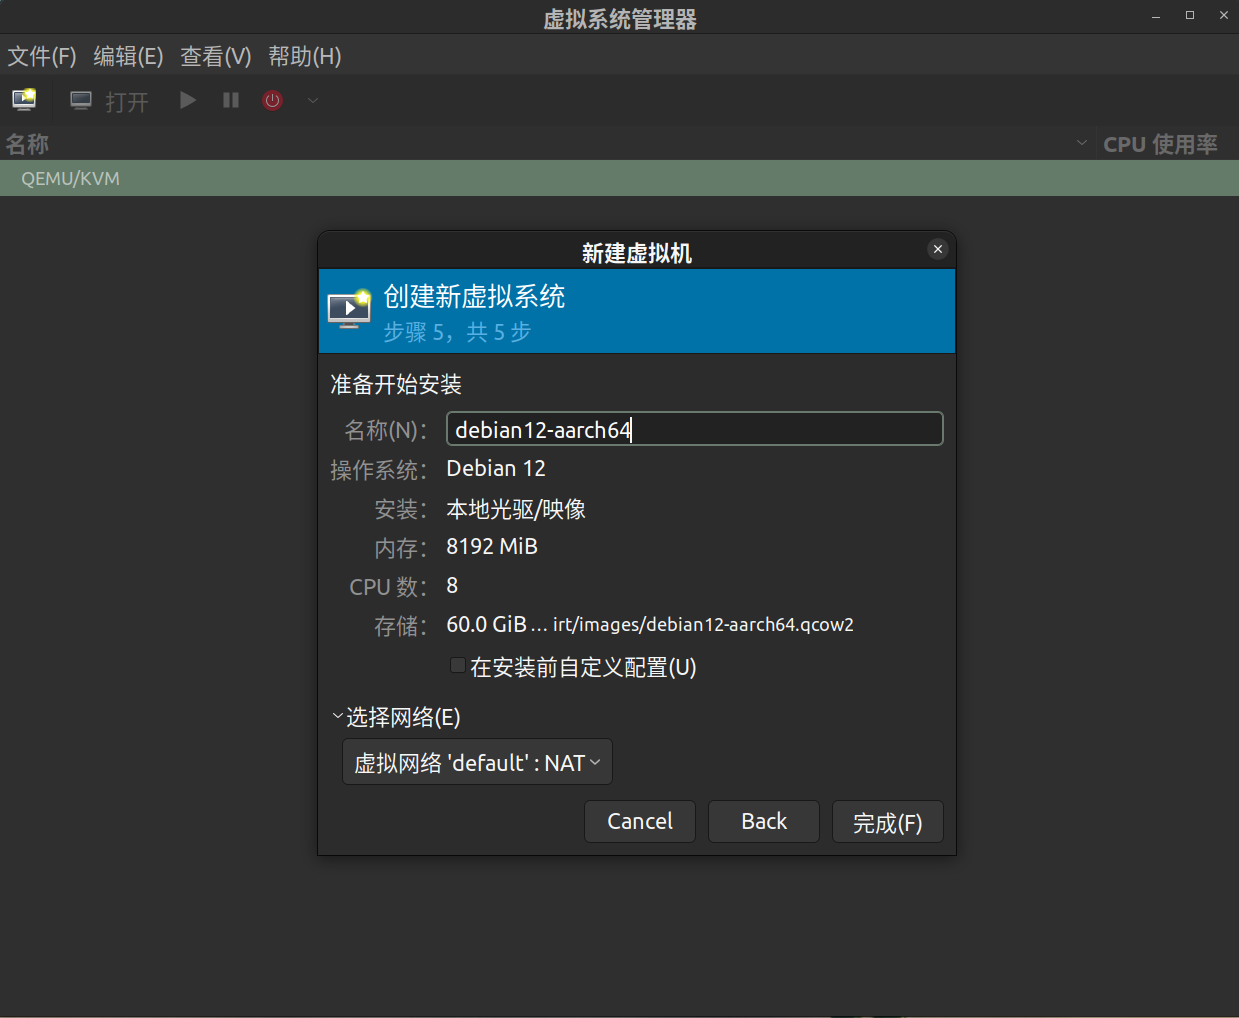 虚拟系统管理器
文件(F) 编辑(E) 查看(V) 帮助(H)
打开
名称 CPU 使用率
QEMU/KVM
新建虚拟机
创建新虚拟系统
步骤 5，共 5 步
准备开始安装
名称(N)： debian12-aarch64
操作系统： Debian 12
安装： 本地光驱/映像
内存： 8192 MiB
CPU 数： 8
存储： 60.0 GiB … irt/images/debian12-aarch64.qcow2
在安装前自定义配置(U)
选择网络(E)
虚拟网络 'default' : NAT
Cancel Back 完成(F)